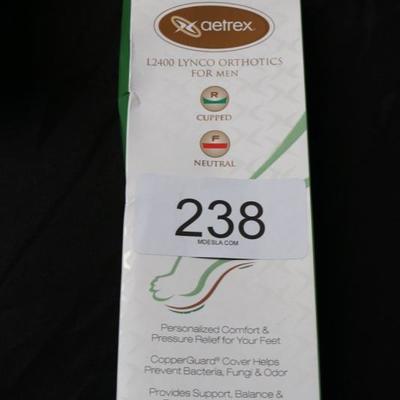 aetrex
L2400 LYNCO ORTHOTICS
FOR MEN
R
CUPPED
F
NEUTRAL
238
MDESLA.COM
Personalized Comfort &
Pressure Relief for Your Feet
CopperGuard® Cover Helps
Prevent Bacteria, Fungi & Odor
Provides Support, Balance &